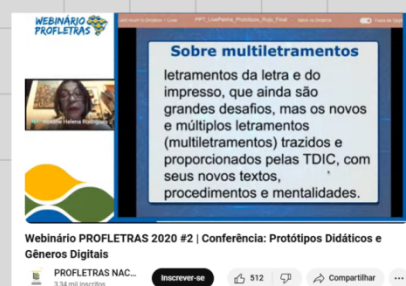 WEBINÁRIO
PROFLETRAS
Sobre multiletramentos
letramentos da letra e do
impresso, que ainda são
grandes desafios, mas os novos
e múltiplos letramentos
(multiletramentos) trazidos e
proporcionados pelas TDIC, com
seus novos textos,
procedimentos e mentalidades.
Webinário PROFLETRAS 2020 #2 | Conferência: Protótipos Didáticos e
Gêneros Digitais
PROFLETRAS NAC...
3,34 mil inscritos
Inscrever-se
512
Compartilhar
...